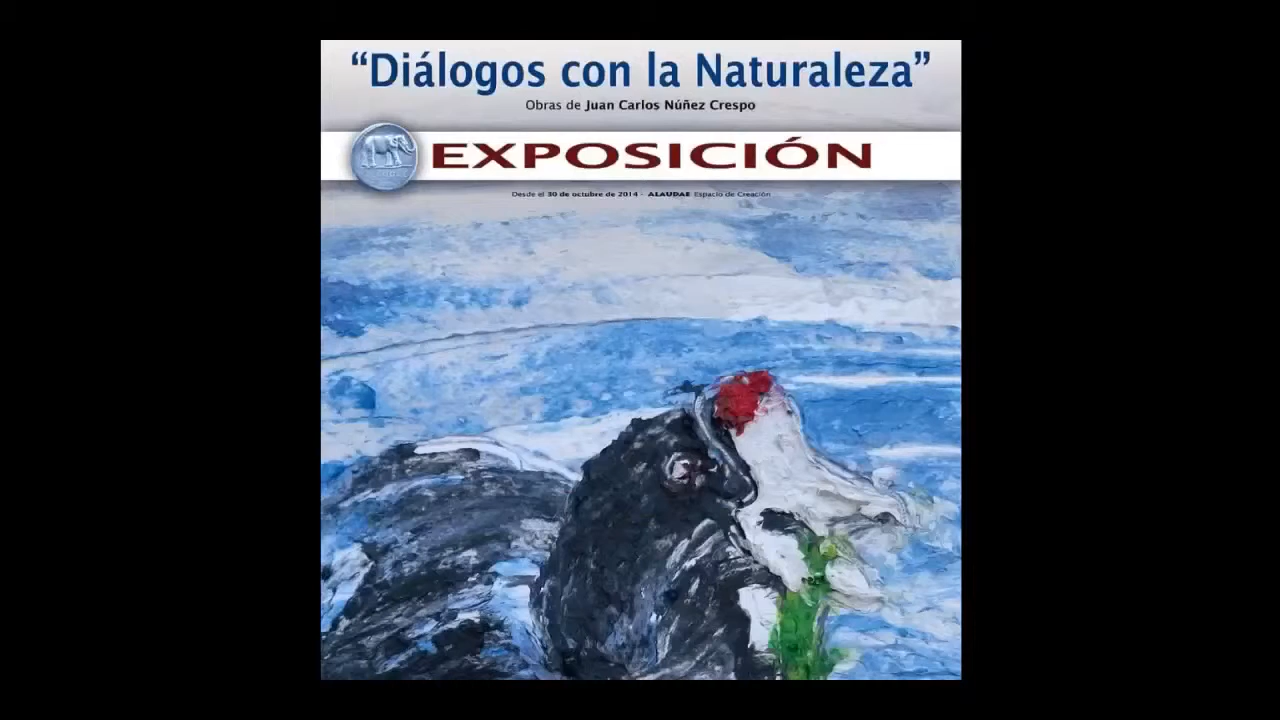 “Diálogos con la Naturaleza”
Obras de Juan Carlos Núñez Crespo
EXPOSICIÓN
ALAUDAE
Desde el 30 de octubre de 2014 - ALAUDAE Espacio de Creación